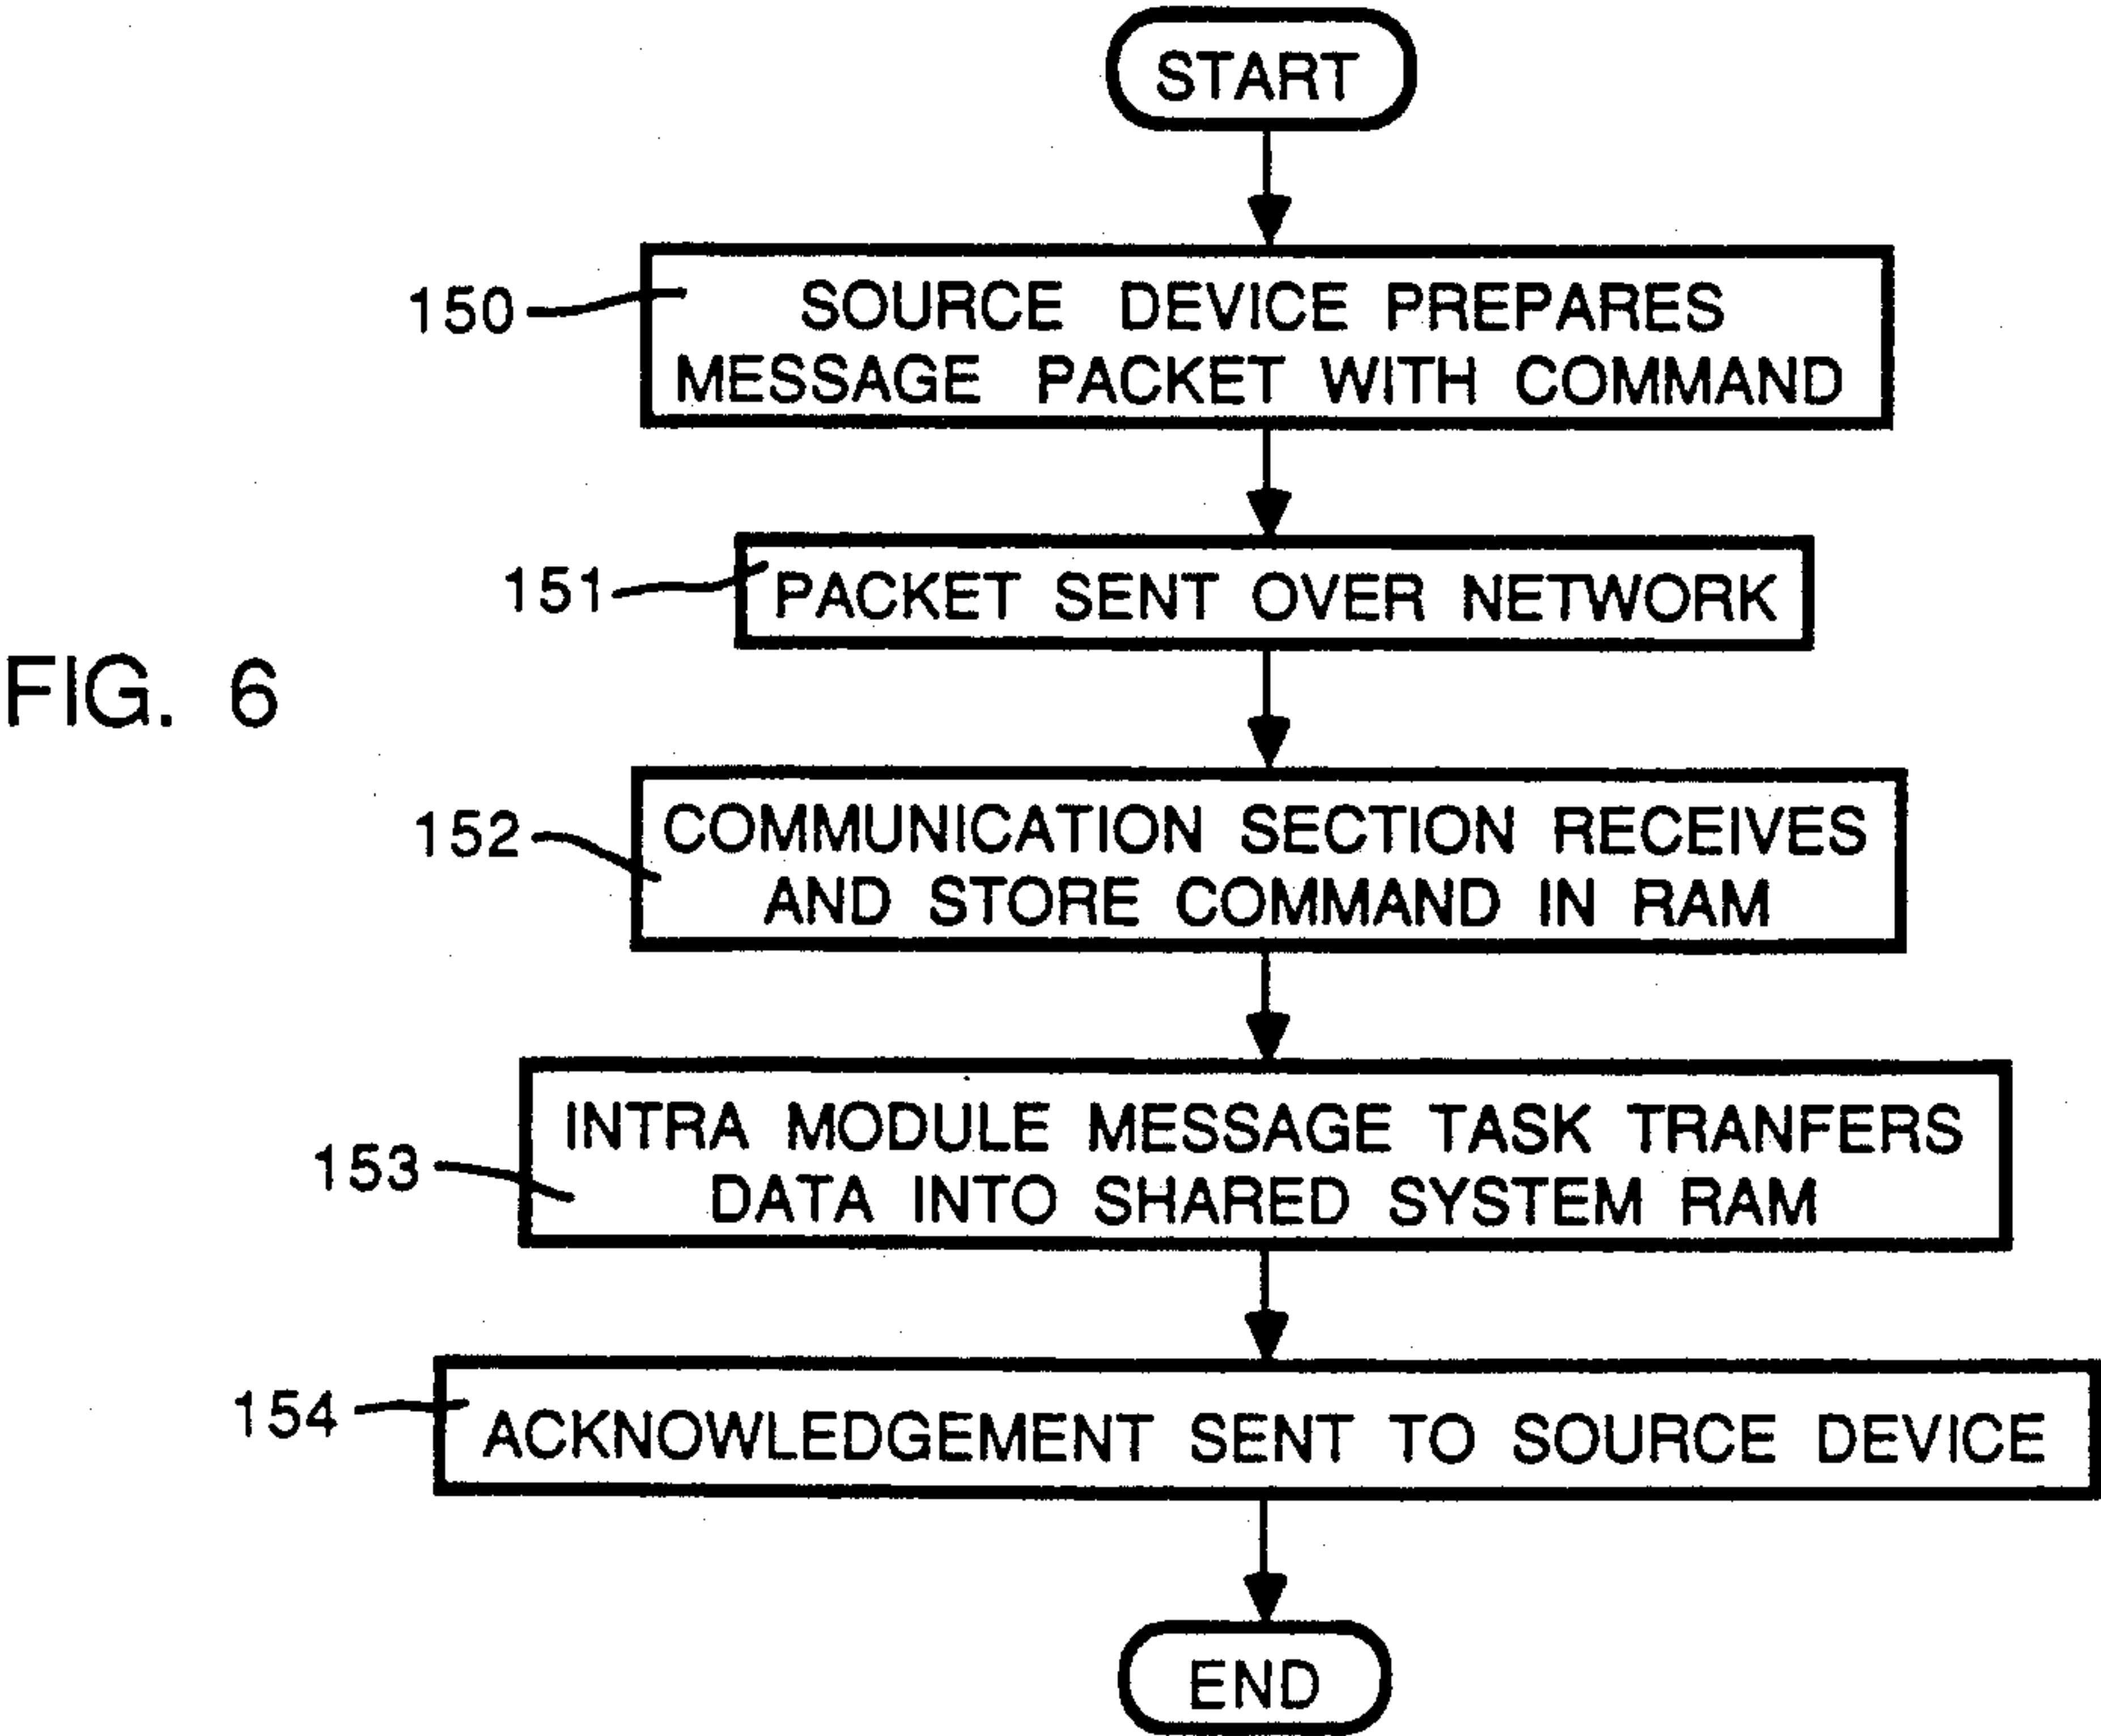 START
150
SOURCE DEVICE PREPARES
MESSAGE PACKET WITH COMMAND
151
PACKET SENT OVER NETWORK
FIG. 6
152
COMMUNICATION SECTION RECEIVES
AND STORE COMMAND IN RAM
153
INTRA MODULE MESSAGE TASK TRANFERS
DATA INTO SHARED SYSTEM RAM
154
ACKNOWLEDGEMENT SENT TO SOURCE DEVICE
END